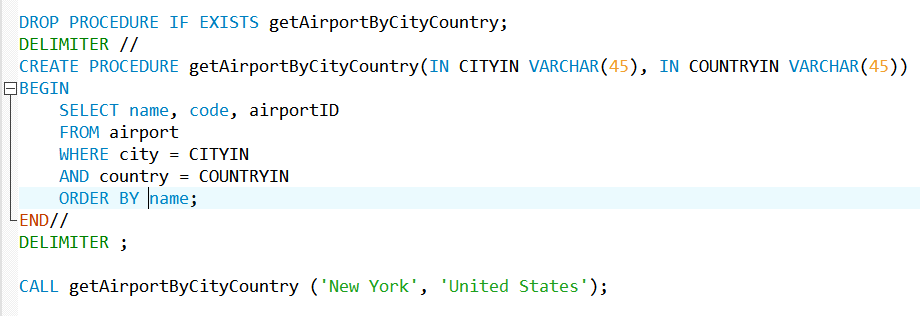 DROP PROCEDURE IF EXISTS getAirportByCityCountry;
DELIMITER //
CREATE PROCEDURE getAirportByCityCountry(IN CITYIN VARCHAR(45), IN COUNTRYIN VARCHAR(45))
BEGIN
    SELECT name, code, airportID
    FROM airport
    WHERE city = CITYIN
    AND country = COUNTRYIN
    ORDER BY name;
END//
DELIMITER ;

CALL getAirportByCityCountry ('New York', 'United States');